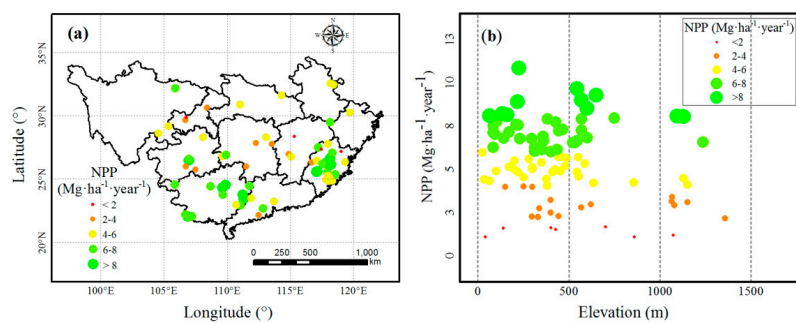 (a)
N
W
E
S
35°N
30°N
25°N
20°N
Latitude (°)
NPP
(Mg·ha⁻¹·year⁻¹)
< 2
2-4
4-6
6-8
> 8
0 250 500 1,000
km
100°E 105°E 110°E 115°E 120°E
Longitude (°)
(b)
NPP (Mg·ha⁻¹·year⁻¹)
<2
2-4
4-6
6-8
>8
13
10
8
5
3
0
NPP (Mg·ha⁻¹·year⁻¹)
0 500 1000 1500
Elevation (m)